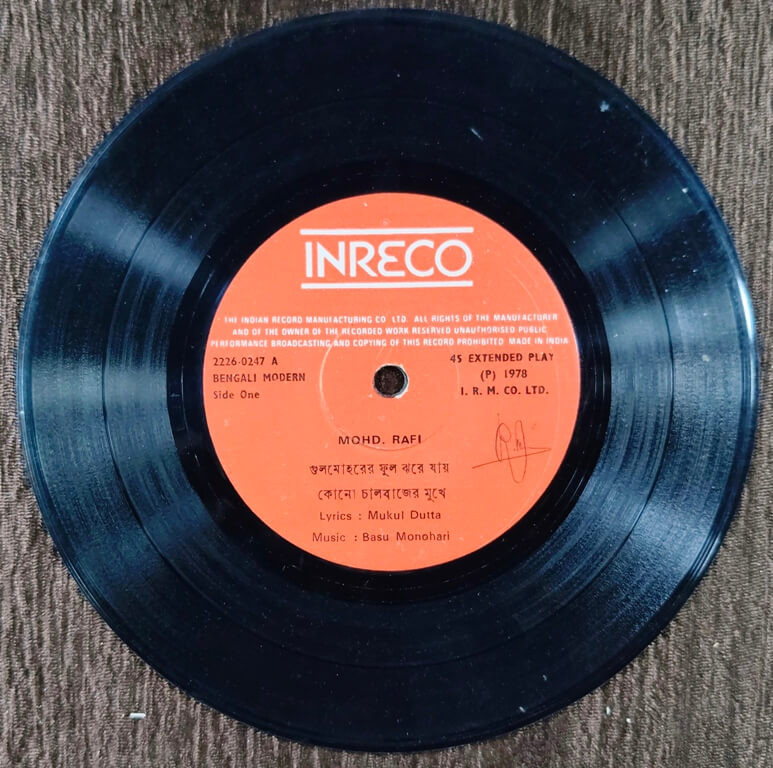 INRECO
THE INDIAN RECORD MANUFACTURING CO. LTD. ALL RIGHTS OF THE MANUFACTURER
AND OF THE OWNER OF THE RECORDED WORK RESERVED UNAUTHORISED PUBLIC
PERFORMANCE BROADCASTING AND COPYING OF THIS RECORD PROHIBITED MADE IN INDIA
2226-0247 A
BENGALI MODERN
Side One
45 EXTENDED PLAY
(P) 1978
I. R. M. CO. LTD.
MOHD. RAFI
গুলমোহরের ফুল ঝরে যায়
কোনো চালবাজের মুখে
Lyrics : Mukul Dutta
Music : Basu Monohari